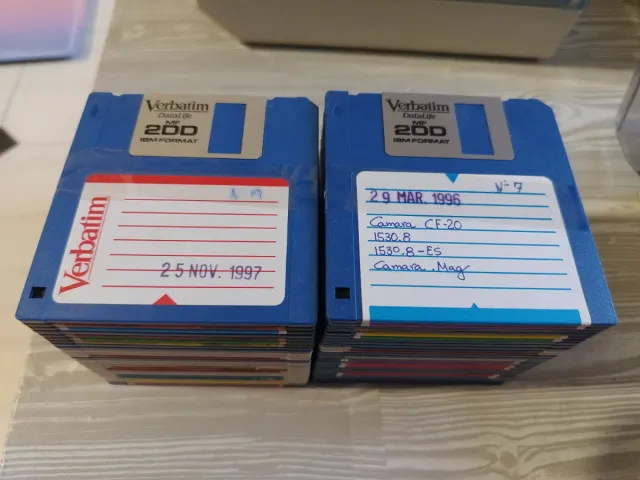 Verbatim
DataLife
MF
2DD
IBM FORMAT
Verbatim
25 NOV. 1997
Verbatim
DataLife
MF
2DD
IBM FORMAT
Nº 7
29 MAR. 1996
Camara CF-20
1530.8
1530.8-ES
Camara .Mag